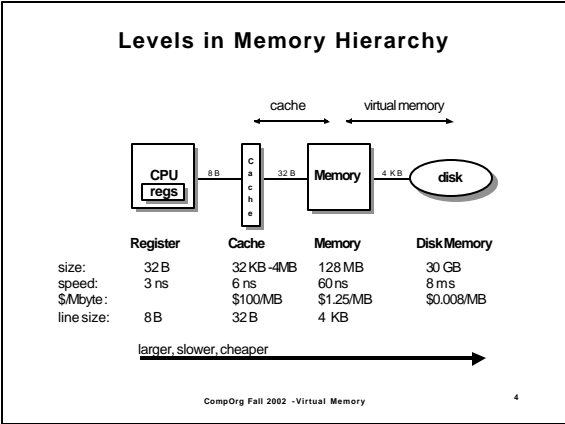 Levels in Memory Hierarchy
cache virtual memory
CPU
regs
8 B
C
a
c
h
e
32 B
Memory
4 KB
disk
Register Cache Memory Disk Memory
size: 32 B 32 KB-4MB 128 MB 30 GB
speed: 3 ns 6 ns 60 ns 8 ms
$/Mbyte: $100/MB $1.25/MB $0.008/MB
line size: 8 B 32 B 4 KB
larger, slower, cheaper
CompOrg Fall 2002 - Virtual Memory 4